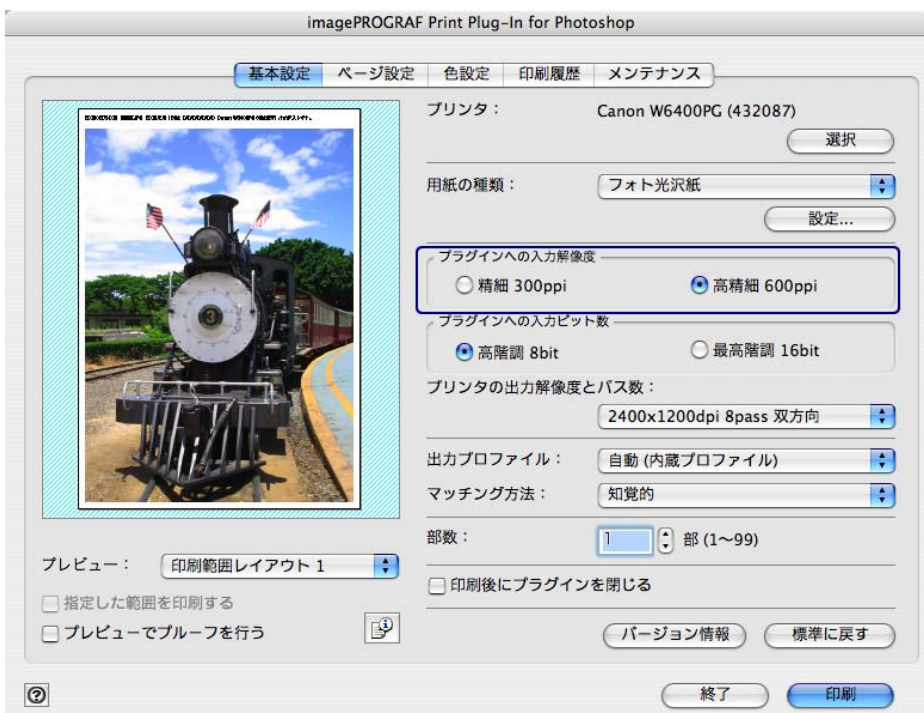 imagePROGRAF Print Plug-In for Photoshop
基本設定 ページ設定 色設定 印刷履歴 メンテナンス
プリンタ： Canon W6400PG (432087)
選択
用紙の種類： フォト光沢紙
設定...
プラグインへの入力解像度
精細 300ppi 高精細 600ppi
プラグインへの入力ビット数
高階調 8bit 最高階調 16bit
プリンタの出力解像度とパス数：
2400x1200dpi 8pass 双方向
出力プロファイル： 自動 (内蔵プロファイル)
マッチング方法： 知覚的
部数： 1 部 (1〜99)
印刷後にプラグインを閉じる
バージョン情報 標準に戻す
3
プレビュー： 印刷範囲レイアウト 1
指定した範囲を印刷する
プレビューでプルーフを行う
? 終了 印刷